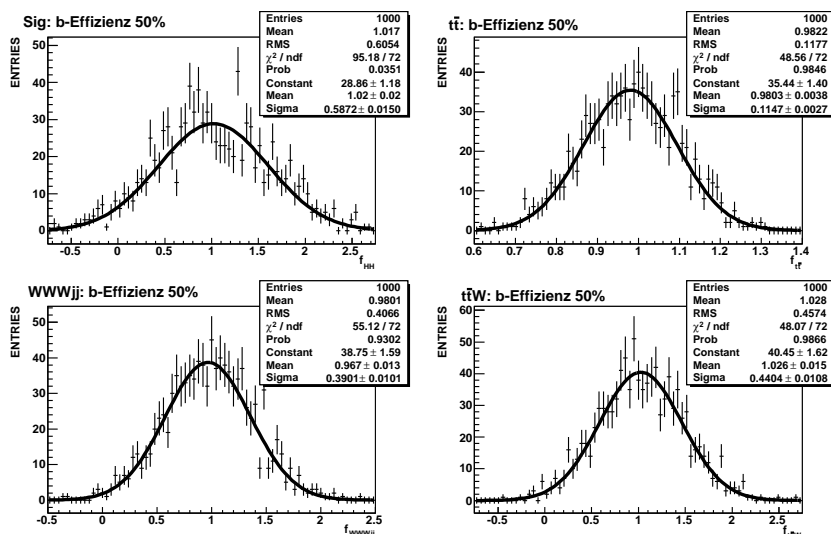 Sig: b-Effizienz 50%
Entries 1000
Mean 1.017
RMS 0.6054
χ² / ndf 95.18 / 72
Prob 0.0351
Constant 28.86 ± 1.18
Mean 1.02 ± 0.02
Sigma 0.5872 ± 0.0150
ENTRIES
50
40
30
20
10
0
-0.5 0 0.5 1 1.5 2 2.5
f_HH
tt̄: b-Effizienz 50%
Entries 1000
Mean 0.9822
RMS 0.1177
χ² / ndf 48.56 / 72
Prob 0.9846
Constant 35.44 ± 1.40
Mean 0.9803 ± 0.0038
Sigma 0.1147 ± 0.0027
ENTRIES
40
30
20
10
0
0.6 0.7 0.8 0.9 1 1.1 1.2 1.3 1.4
f_tt̄
WWWjj: b-Effizienz 50%
Entries 1000
Mean 0.9801
RMS 0.4066
χ² / ndf 55.12 / 72
Prob 0.9302
Constant 38.75 ± 1.59
Mean 0.967 ± 0.013
Sigma 0.3901 ± 0.0101
ENTRIES
50
40
30
20
10
0
-0.5 0 0.5 1 1.5 2 2.5
f_WWWjj
tt̄W: b-Effizienz 50%
Entries 1000
Mean 1.028
RMS 0.4574
χ² / ndf 48.07 / 72
Prob 0.9866
Constant 40.45 ± 1.62
Mean 1.026 ± 0.015
Sigma 0.4404 ± 0.0108
ENTRIES
60
50
40
30
20
10
0
-0.5 0 0.5 1 1.5 2 2.5